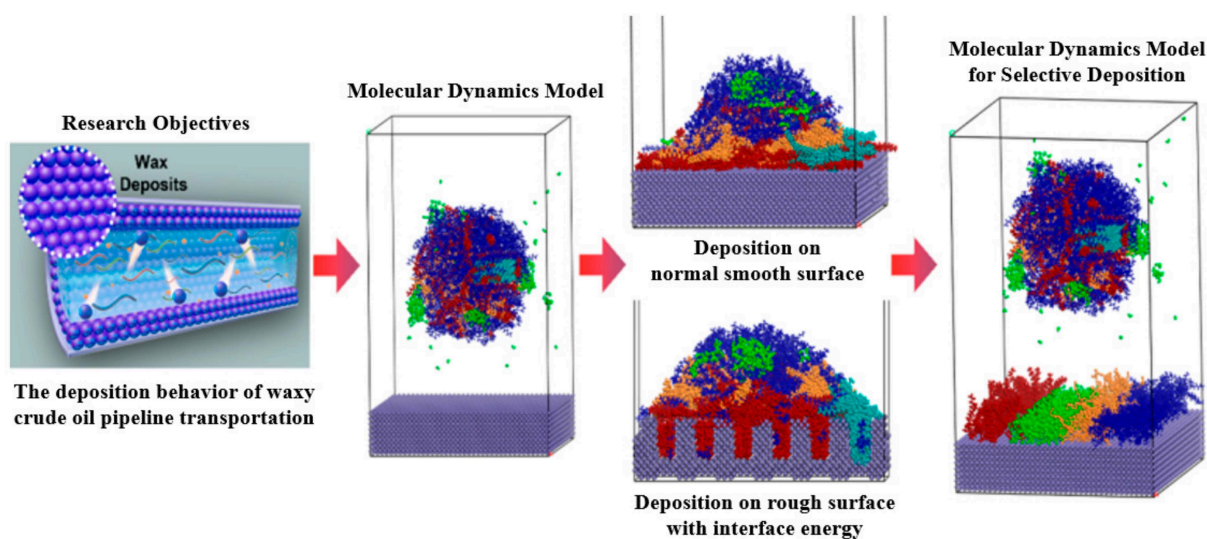 Research Objectives
Wax
Deposits
The deposition behavior of waxy
crude oil pipeline transportation
Molecular Dynamics Model
Deposition on
normal smooth surface
Deposition on rough surface
with interface energy
Molecular Dynamics Model
for Selective Deposition